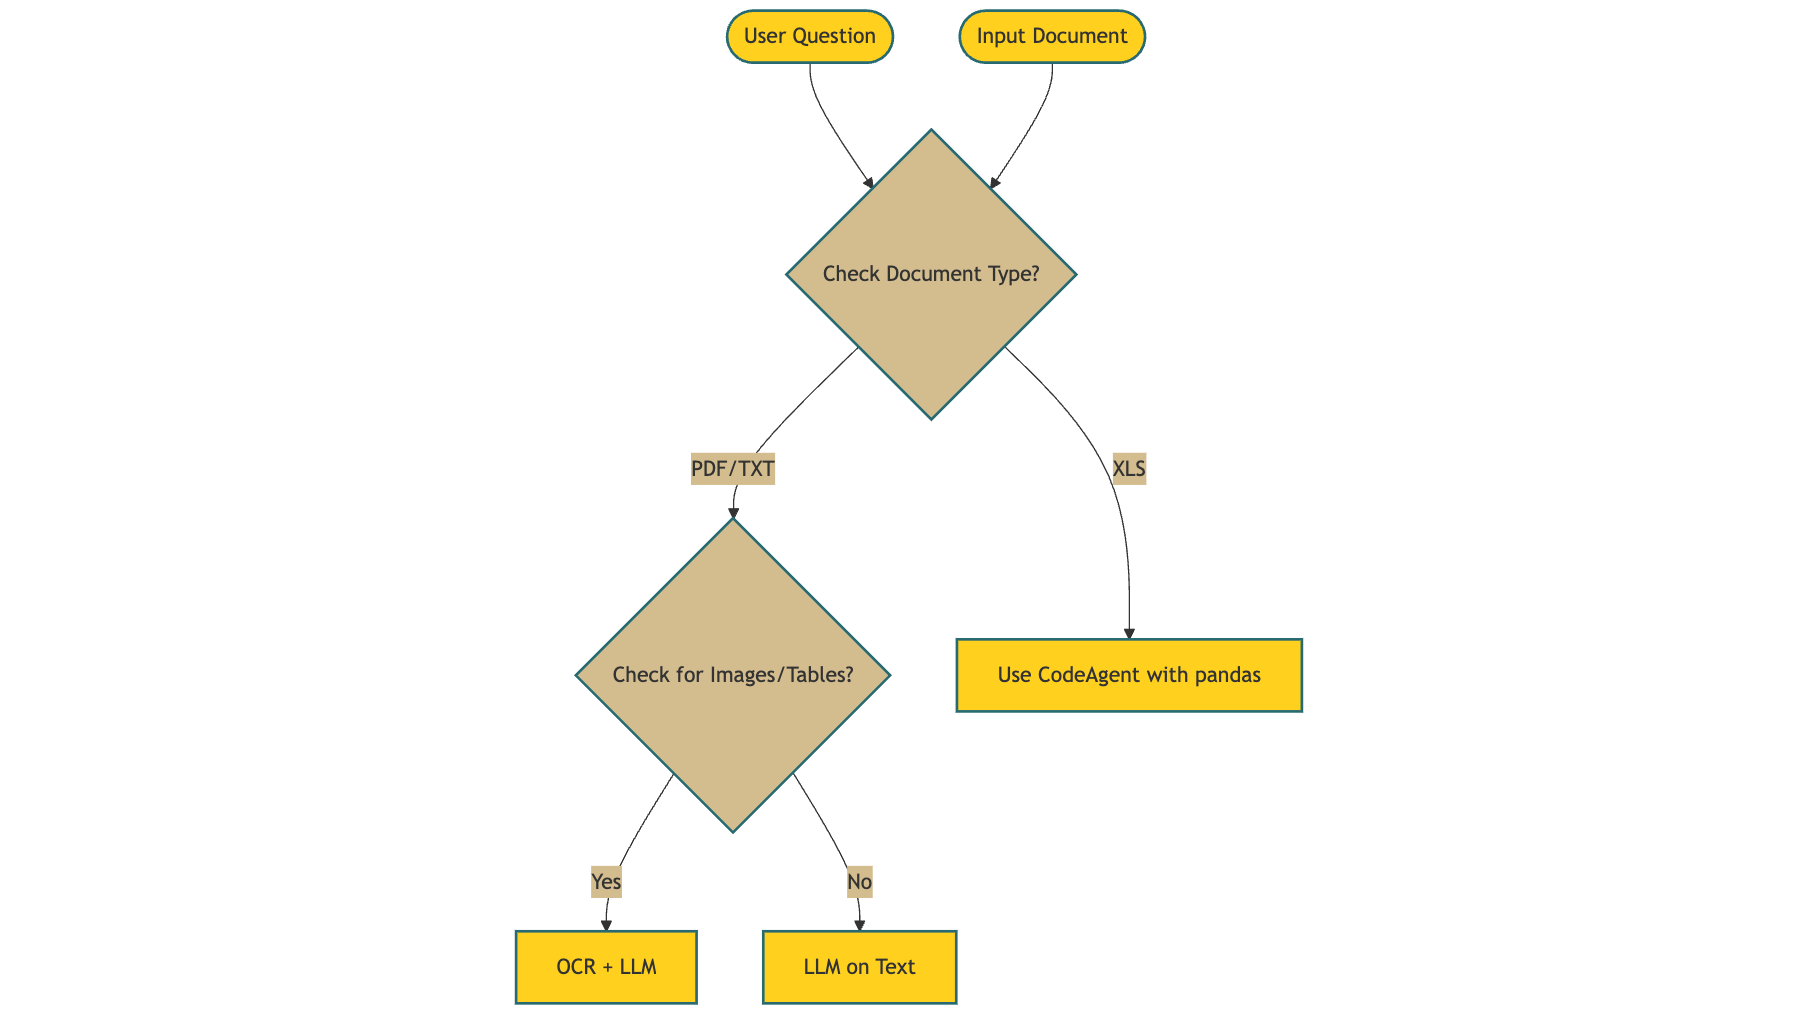 User Question
Input Document
Check Document Type?
PDF/TXT
XLS
Check for Images/Tables?
Use CodeAgent with pandas
Yes
No
OCR + LLM
LLM on Text